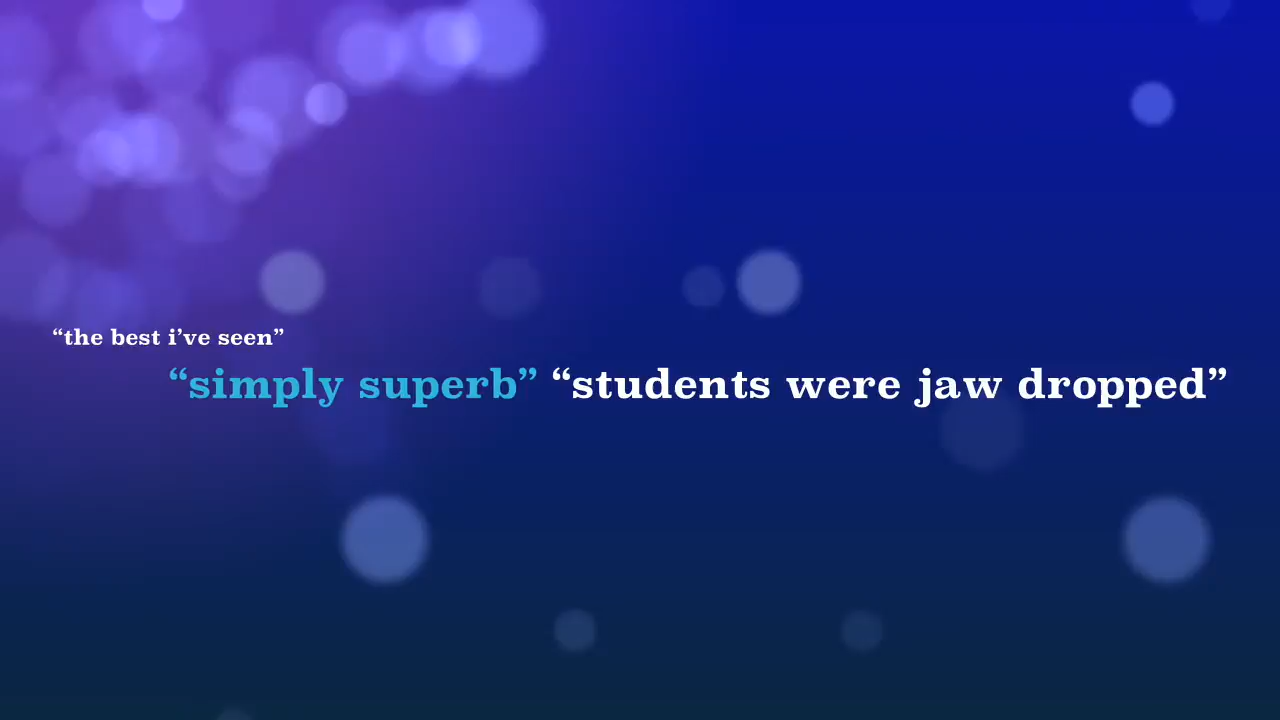 “the best i’ve seen”
“simply superb” “students were jaw dropped”